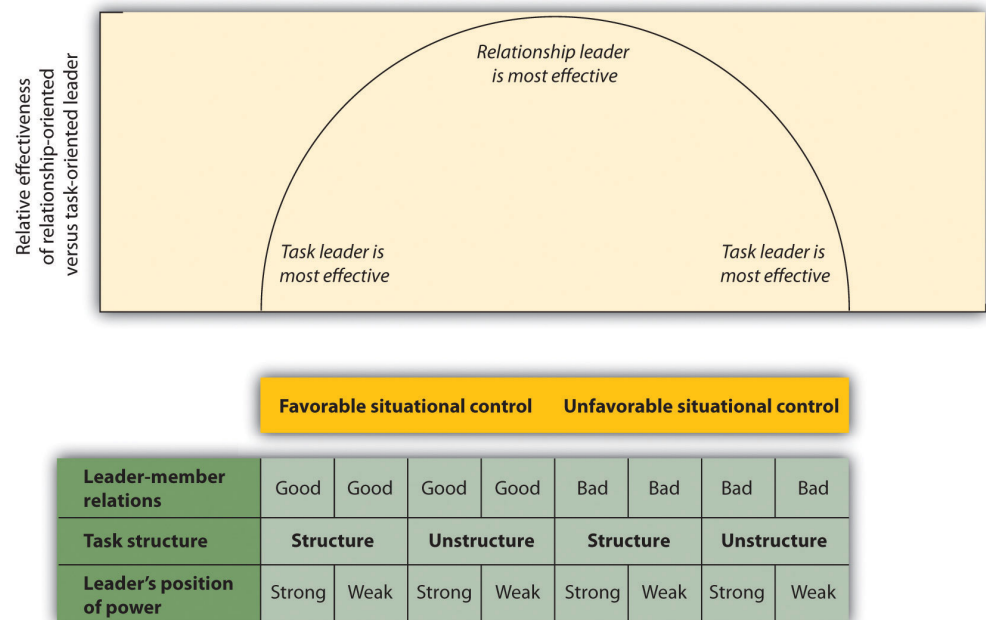 Relative effectiveness
of relationship-oriented
versus task-oriented leader
Relationship leader
is most effective
Task leader is
most effective
Task leader is
most effective
Favorable situational control Unfavorable situational control
Leader-member
relations
Good Good Good Good Bad Bad Bad Bad
Task structure Structure Unstructure Structure Unstructure
Leader’s position
of power
Strong Weak Strong Weak Strong Weak Strong Weak